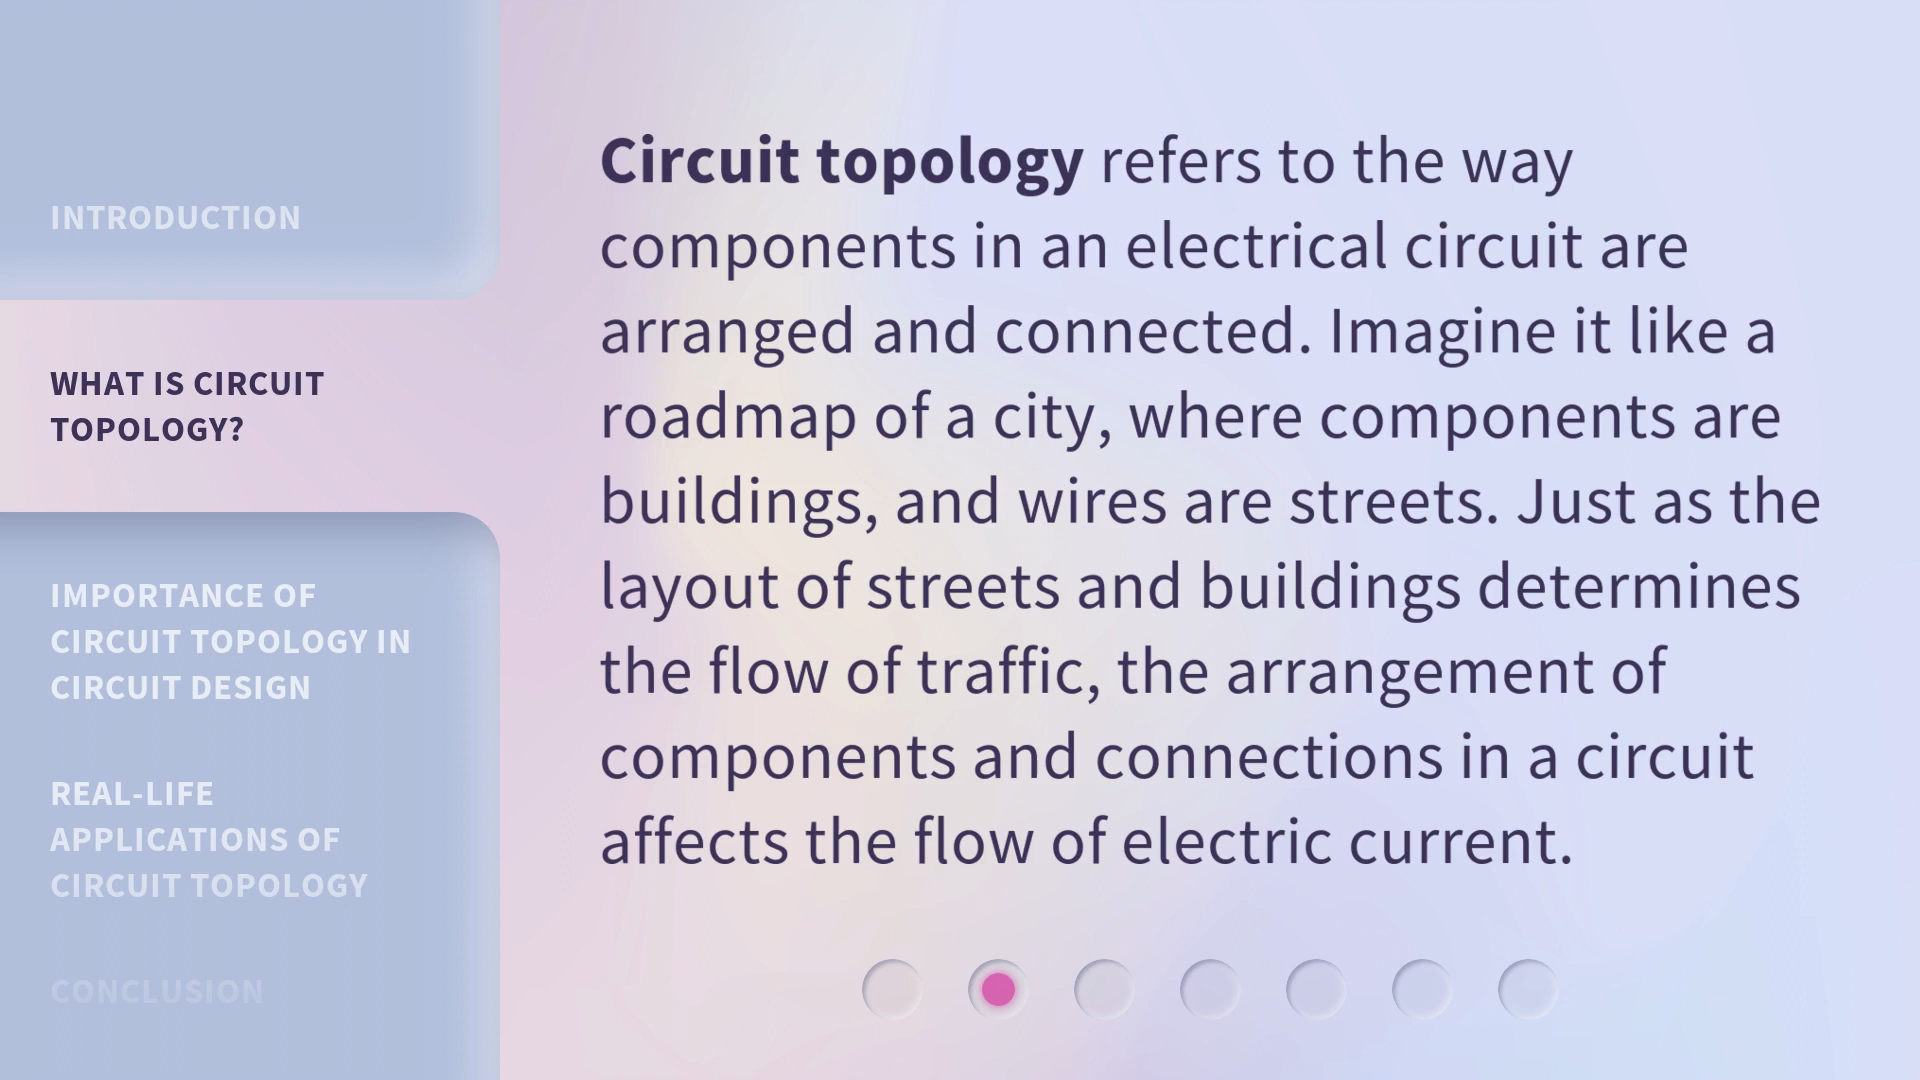 INTRODUCTION
WHAT IS CIRCUIT
TOPOLOGY?
IMPORTANCE OF
CIRCUIT TOPOLOGY IN
CIRCUIT DESIGN
REAL-LIFE
APPLICATIONS OF
CIRCUIT TOPOLOGY
CONCLUSION
Circuit topology refers to the way
components in an electrical circuit are
arranged and connected. Imagine it like a
roadmap of a city, where components are
buildings, and wires are streets. Just as the
layout of streets and buildings determines
the flow of traffic, the arrangement of
components and connections in a circuit
affects the flow of electric current.